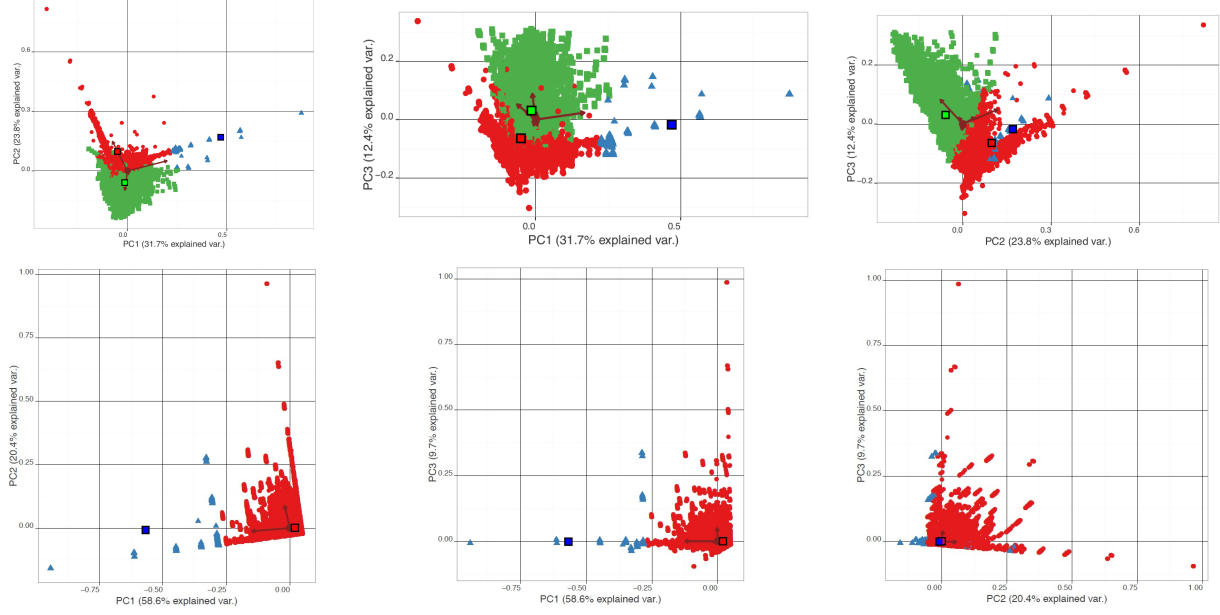 0.6
0.3
0.0
PC2 (23.8% explained var.)
0.0 0.5
PC1 (31.7% explained var.)
0.2
0.0
−0.2
PC3 (12.4% explained var.)
0.0 0.5
PC1 (31.7% explained var.)
0.2
0.0
−0.2
PC3 (12.4% explained var.)
0.0 0.3 0.6
PC2 (23.8% explained var.)
1.00
0.75
0.50
0.25
0.00
PC2 (20.4% explained var.)
−0.75 −0.50 −0.25 0.00
PC1 (58.6% explained var.)
1.00
0.75
0.50
0.25
0.00
PC3 (9.7% explained var.)
−0.75 −0.50 −0.25 0.00
PC1 (58.6% explained var.)
1.00
0.75
0.50
0.25
0.00
PC3 (9.7% explained var.)
0.00 0.25 0.50 0.75 1.00
PC2 (20.4% explained var.)